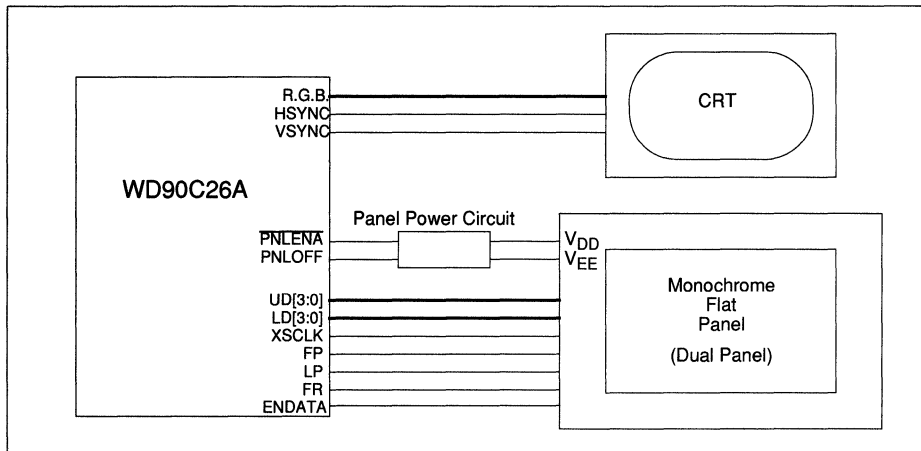 R.G.B.
HSYNC
VSYNC
CRT
WD90C26A
Panel Power Circuit
PNLENA
PNLOFF
VDD
VEE
UD[3:0]
LD[3:0]
XSCLK
FP
LP
FR
ENDATA
Monochrome
Flat
Panel
(Dual Panel)